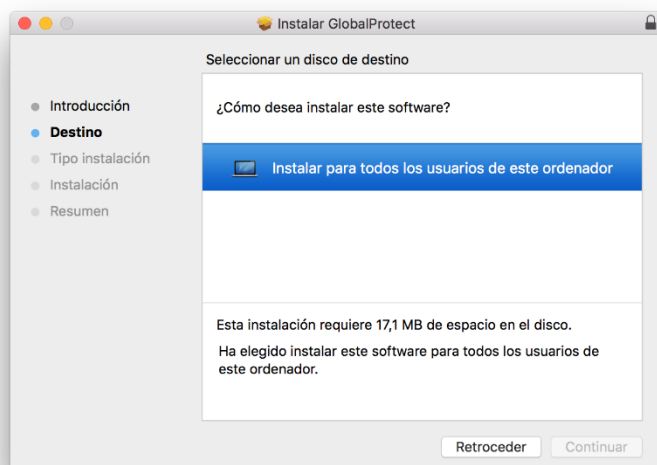 Instalar GlobalProtect
Seleccionar un disco de destino
Introducción
Destino
Tipo instalación
Instalación
Resumen
¿Cómo desea instalar este software?
Instalar para todos los usuarios de este ordenador
Esta instalación requiere 17,1 MB de espacio en el disco.
Ha elegido instalar este software para todos los usuarios de
este ordenador.
Retroceder
Continuar